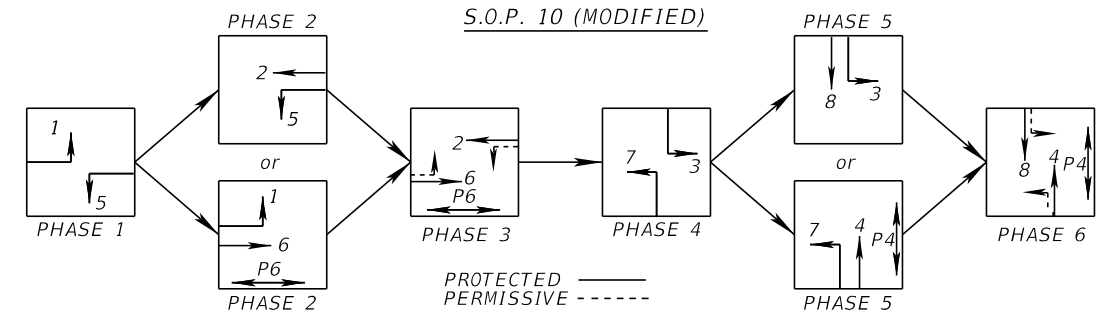 S.O.P. 10 (MODIFIED)
1
5
PHASE 1
PHASE 2
2
5
or
1
6
P6
PHASE 2
2
6
P6
PHASE 3
7
3
PHASE 4
PHASE 5
8
3
or
7
4
P4
PHASE 5
8
4
P4
PHASE 6
PROTECTED
PERMISSIVE